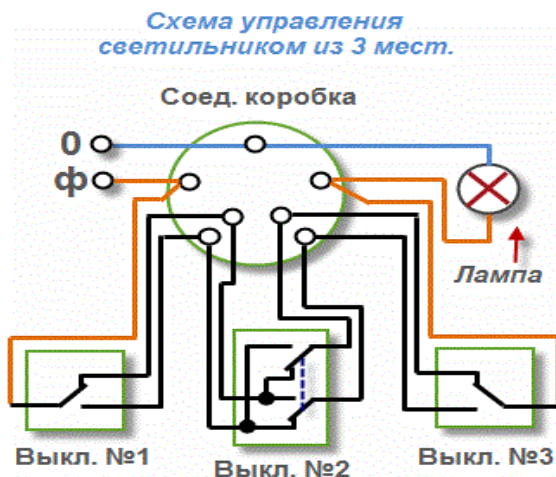 Схема управления
светильником из 3 мест.
Соед. коробка
0
ф
Лампа
Выкл. №1
Выкл. №2
Выкл. №3